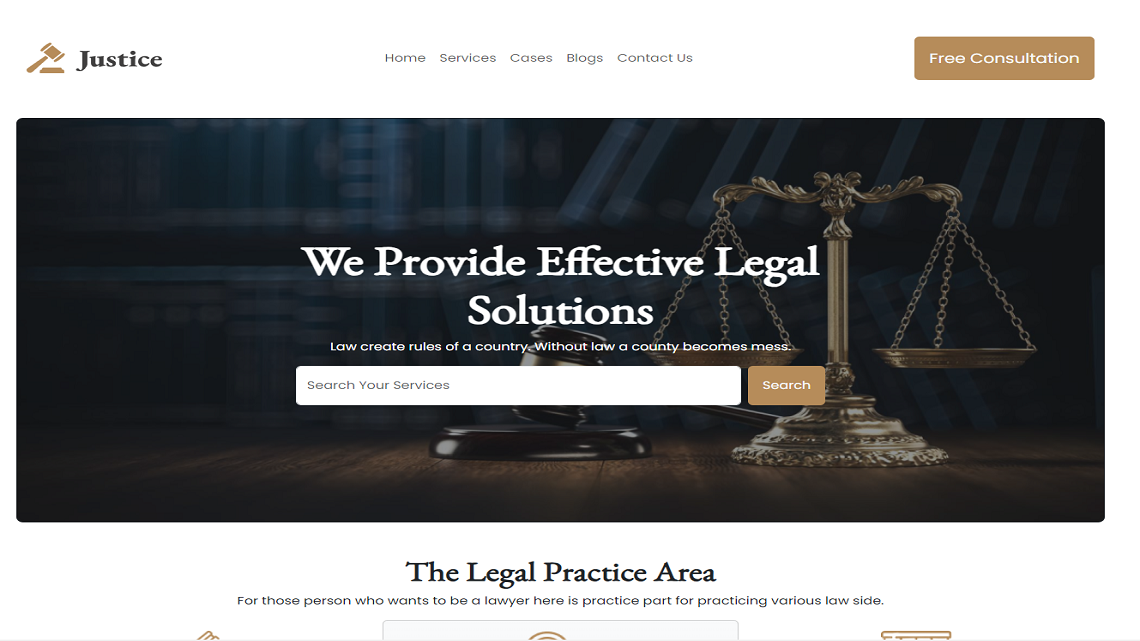 Justice
Home Services Cases Blogs Contact Us
Free Consultation
We Provide Effective Legal
Solutions
Law create rules of a country. Without law a county becomes mess.
Search Your Services
Search
The Legal Practice Area
For those person who wants to be a lawyer here is practice part for practicing various law side.